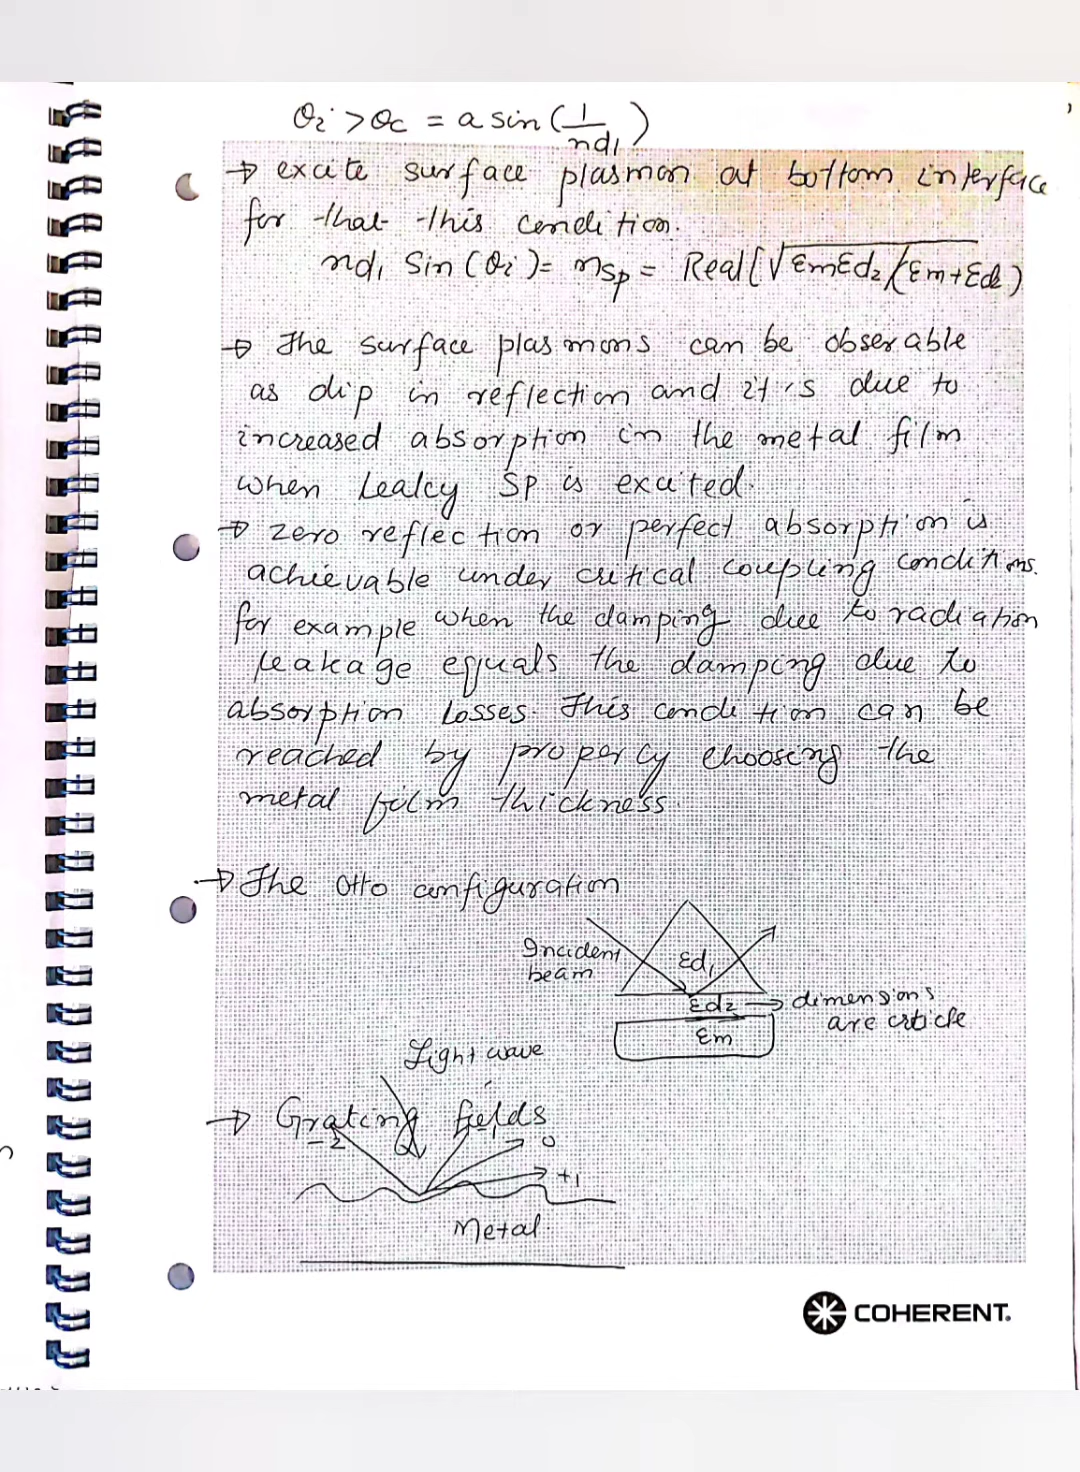 θi > θc = a sin (1/nd1)
→ excite surface plasmon at bottom interface
for that this condition.
nd1 Sin (θi) = nsp = Real [√εmεd2/(εm+εd2)
→ The surface plasmons can be obserable
as dip in reflection and it is due to
increased absorption in the metal film
when Leaky SP is excited.
→ Zero reflection or perfect absorption is
achievable under critical coupling conditions.
for example when the damping due to radiation
leakage equals the damping due to
absorption losses. This condition can be
reached by propery choosing the
metal film thickness.
→ The Otto configuration
Incident
beam
εd1
εd2 → dimensions
are criticle
εm
Light wave
→ Grating fields
-2
0
+1
Metal
COHERENT.